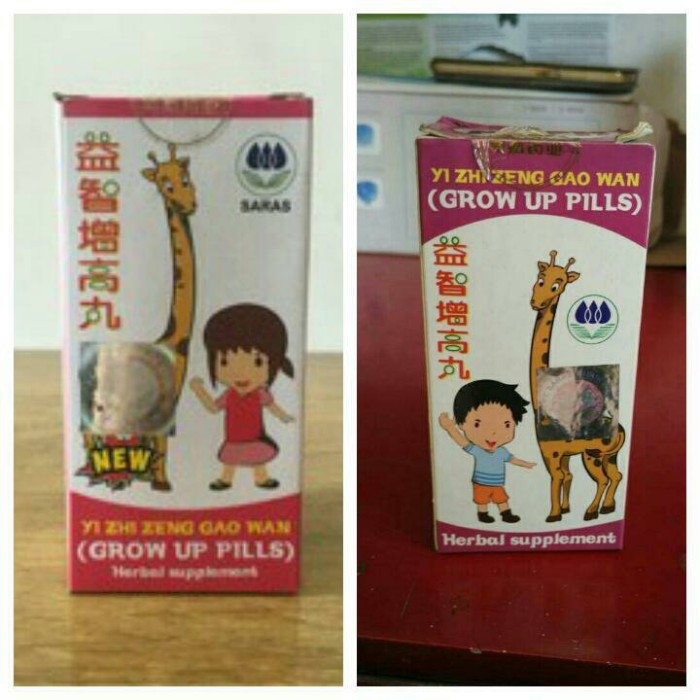 益智增高丸
SARAS
NEW
YI ZHI ZENG GAO WAN
(GROW UP PILLS)
Herbal supplement
YI ZHI ZENG GAO WAN
(GROW UP PILLS)
益智增高丸
Herbal supplement